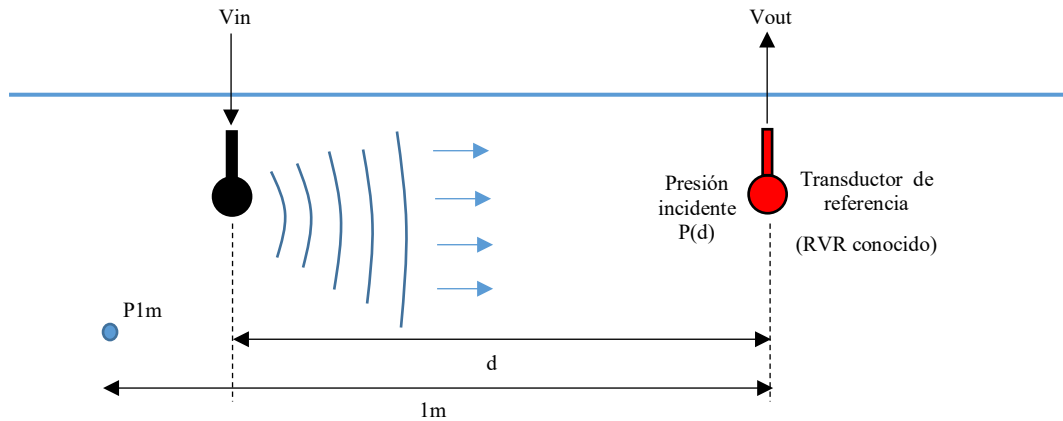 Vin
Vout
Presión
incidente
P(d)
Transductor de
referencia
(RVR conocido)
P1m
d
1m